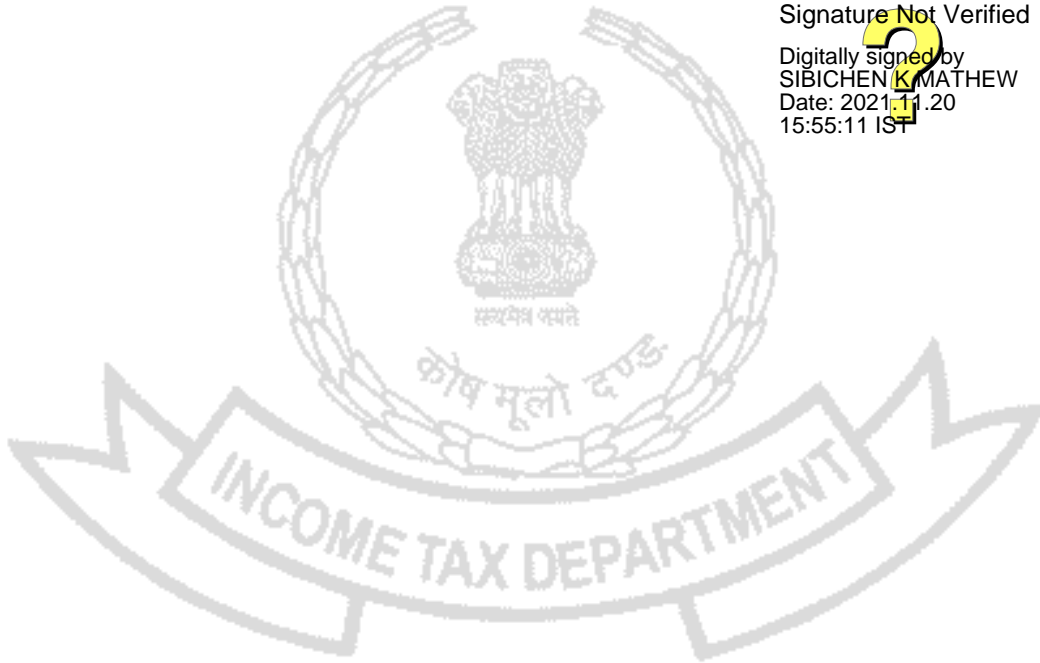 Signature Not Verified
Digitally signed by
SIBICHEN K MATHEW
Date: 2021.11.20
15:55:11 IST
सत्यमेव जयते
कोष मूलो दण्ड
INCOME TAX DEPARTMENT